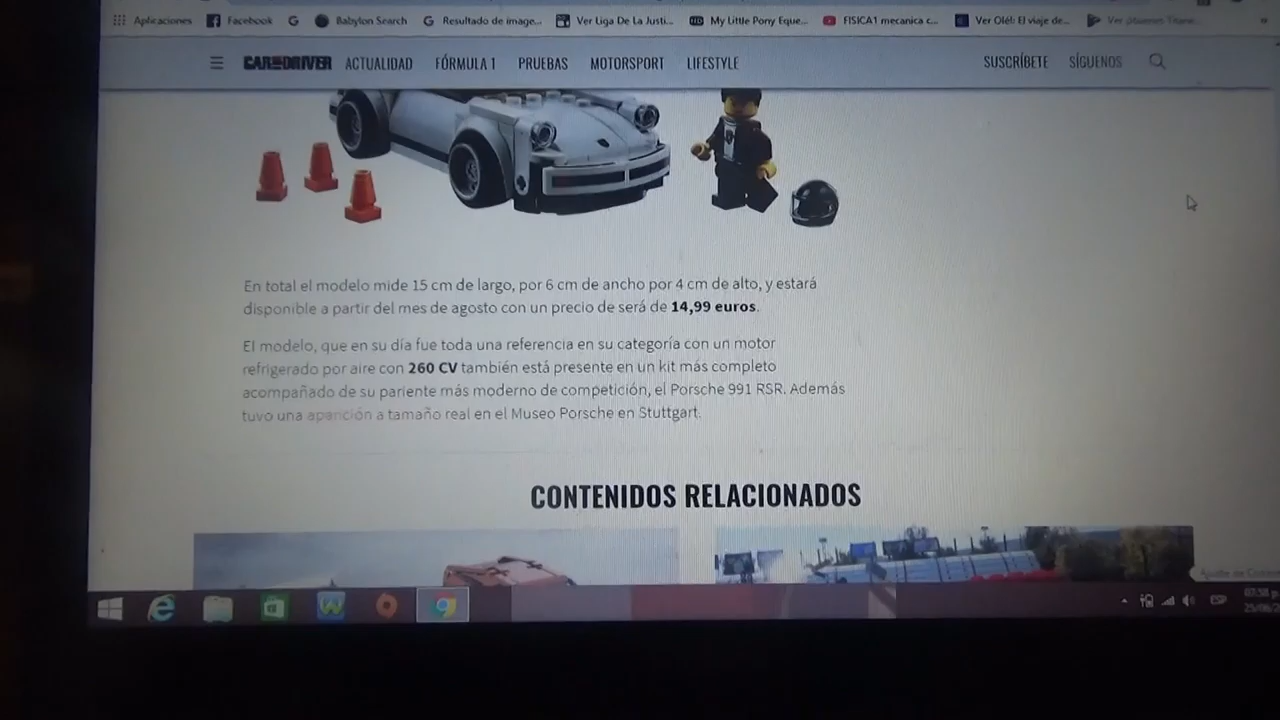 Aplicaciones Facebook Babylon Search Resultado de image... Ver Liga De La Justi... My Little Pony Eque... FISICA1 mecanica c... Ver Olé!: El viaje de...
CAR AND DRIVER ACTUALIDAD FÓRMULA 1 PRUEBAS MOTORSPORT LIFESTYLE SUSCRÍBETE SÍGUENOS
En total el modelo mide 15 cm de largo, por 6 cm de ancho por 4 cm de alto, y estará
disponible a partir del mes de agosto con un precio de será de 14,99 euros.
El modelo, que en su día fue toda una referencia en su categoría con un motor
refrigerado por aire con 260 CV también está presente en un kit más completo
acompañado de su pariente más moderno de competición, el Porsche 991 RSR. Además
tuvo una aparición a tamaño real en el Museo Porsche en Stuttgart.
CONTENIDOS RELACIONADOS
ESP